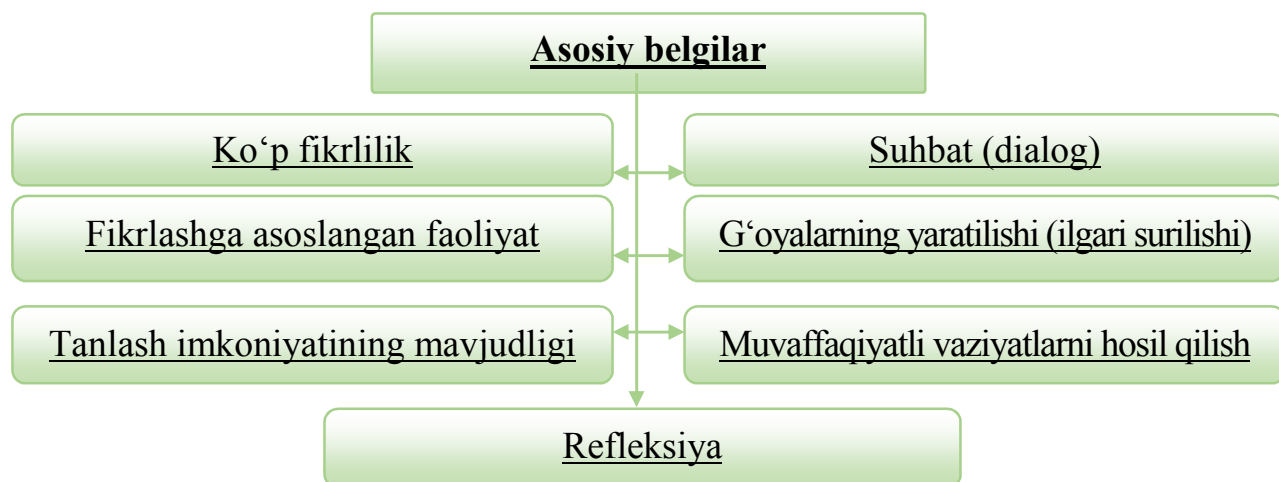 Asosiy belgilar
Ko‘p fikrlilik
Suhbat (dialog)
Fikrlashga asoslangan faoliyat
G‘oyalarning yaratilishi (ilgari surilishi)
Tanlash imkoniyatining mavjudligi
Muvaffaqiyatli vaziyatlarni hosil qilish
Refleksiya